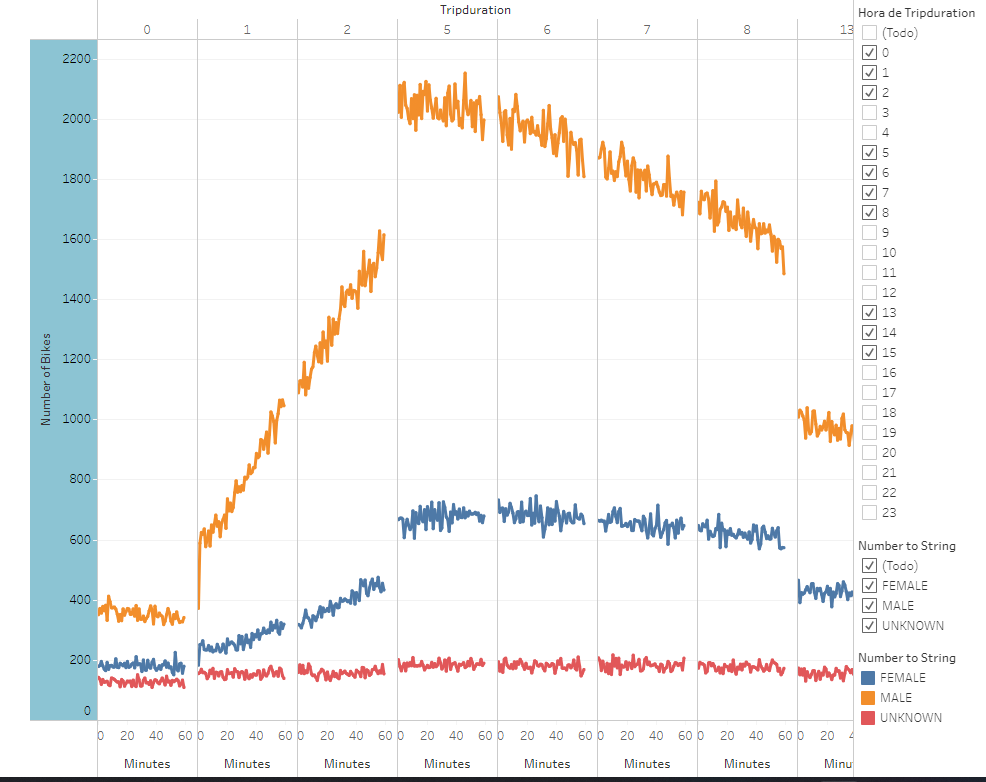 Tripduration
0 1 2 5 6 7 8 13
2200
2000
1800
1600
1400
1200
1000
800
600
400
200
0
Number of Bikes
0 20 40 60 0 20 40 60 0 20 40 60 0 20 40 60 0 20 40 60 0 20 40 60 0 20 40 60 0 20 4
Minutes Minutes Minutes Minutes Minutes Minutes Minutes Minu
Hora de Tripduration
(Todo)
0
1
2
3
4
5
6
7
8
9
10
11
12
13
14
15
16
17
18
19
20
21
22
23
Number to String
(Todo)
FEMALE
MALE
UNKNOWN
Number to String
FEMALE
MALE
UNKNOWN